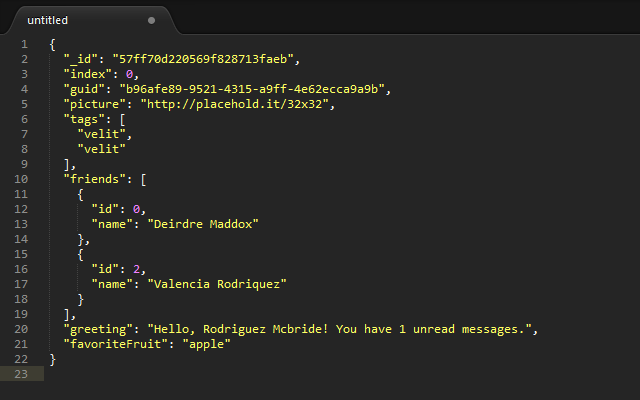 untitled
1 {
2 "_id": "57ff70d220569f828713faeb",
3 "index": 0,
4 "guid": "b96afe89-9521-4315-a9ff-4e62ecca9a9b",
5 "picture": "http://placehold.it/32x32",
6 "tags": [
7 "velit",
8 "velit"
9 ],
10 "friends": [
11 {
12 "id": 0,
13 "name": "Deirdre Maddox"
14 },
15 {
16 "id": 2,
17 "name": "Valencia Rodriquez"
18 }
19 ],
20 "greeting": "Hello, Rodriguez Mcbride! You have 1 unread messages.",
21 "favoriteFruit": "apple"
22 }
23